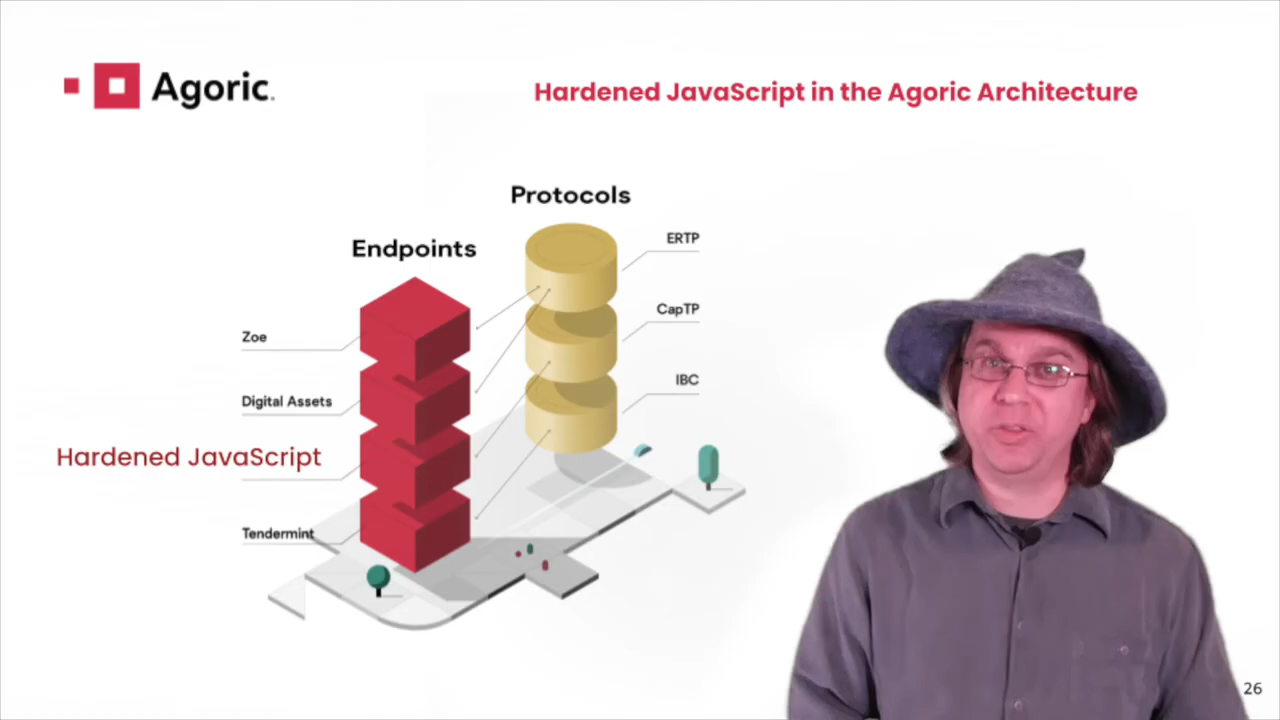 Agoric.
Hardened JavaScript in the Agoric Architecture
Protocols
Endpoints
ERTP
CapTP
IBC
Zoe
Digital Assets
Hardened JavaScript
Tendermint
26